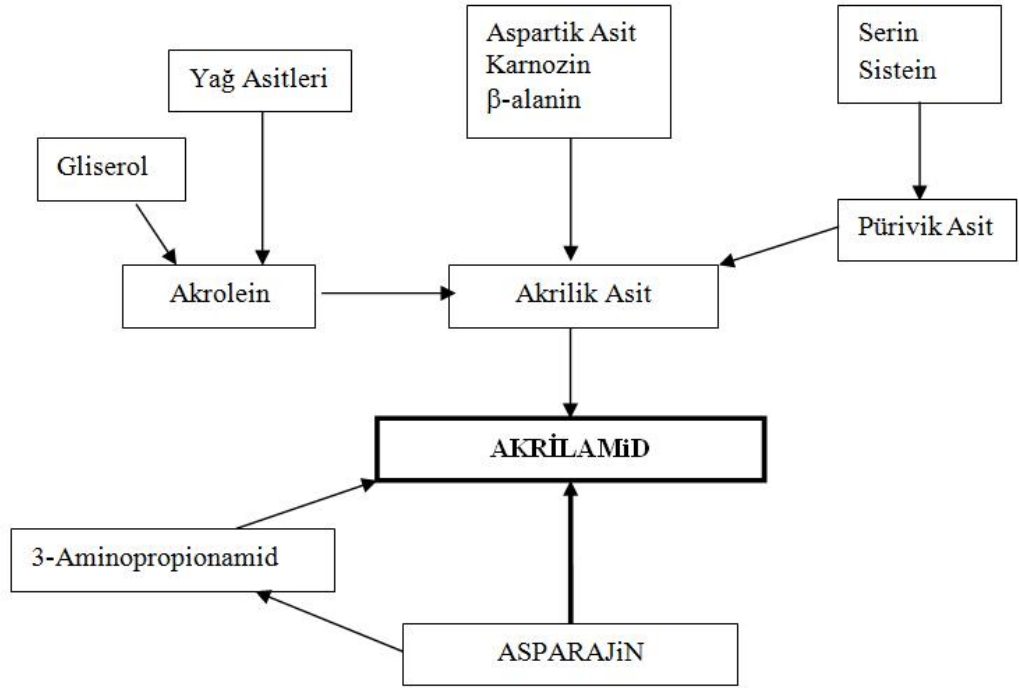 Aspartik Asit
Karnozin
β-alanin
Serin
Sistein
Yağ Asitleri
Gliserol
Pürivik Asit
Akrolein
Akrilik Asit
AKRİLAMiD
3-Aminopropionamid
ASPARAJiN